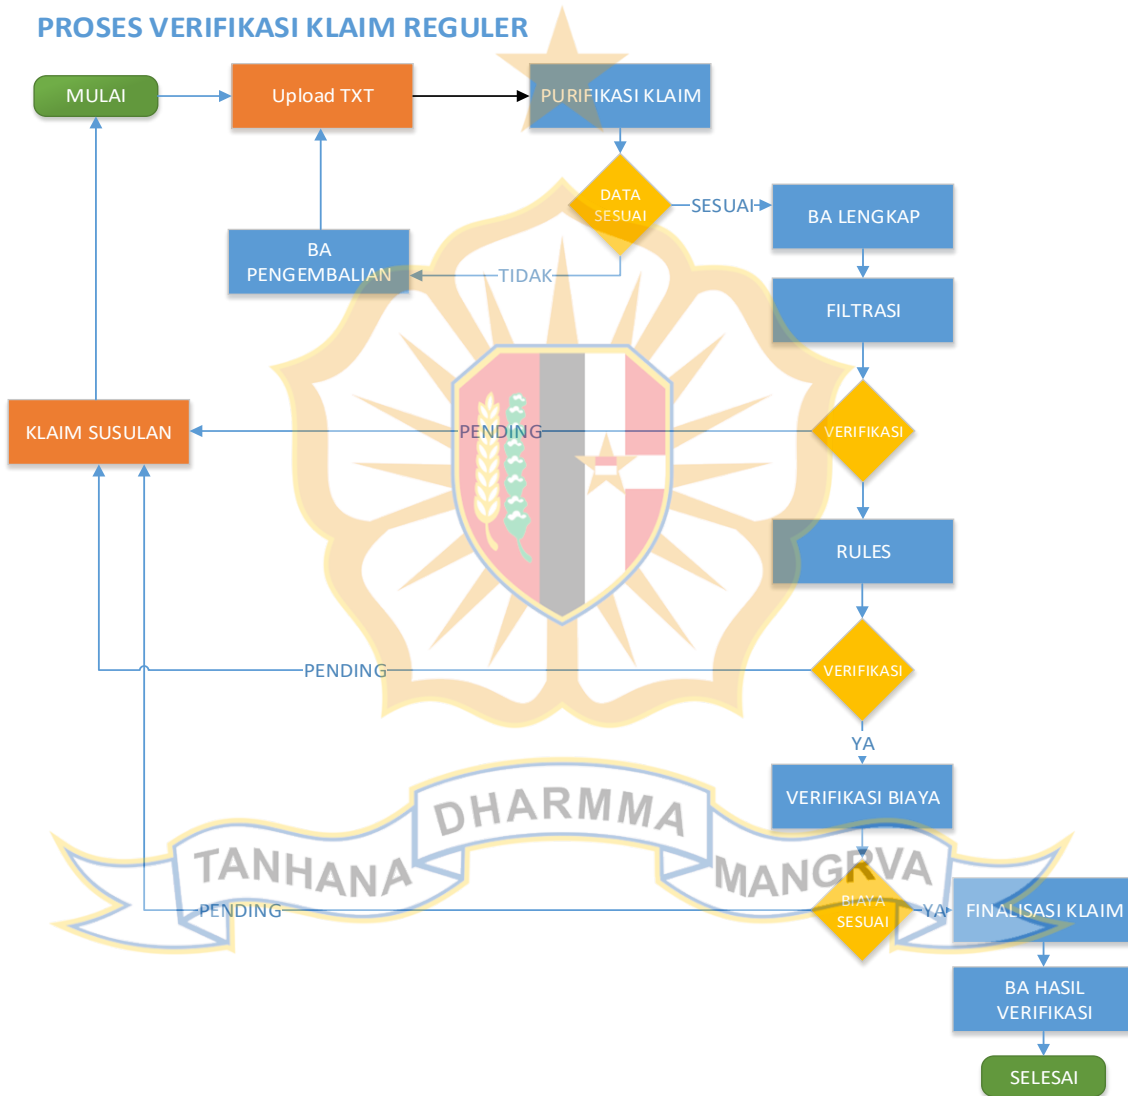 PROSES VERIFIKASI KLAIM REGULER
MULAI
Upload TXT
PURIFIKASI KLAIM
DATA
SESUAI
SESUAI
BA LENGKAP
BA
PENGEMBALIAN
TIDAK
FILTRASI
KLAIM SUSULAN
PENDING
VERIFIKASI
RULES
PENDING
VERIFIKASI
YA
VERIFIKASI BIAYA
TANHANA DHARMMA MANGRVA
PENDING
BIAYA
SESUAI
YA
FINALISASI KLAIM
BA HASIL
VERIFIKASI
SELESAI